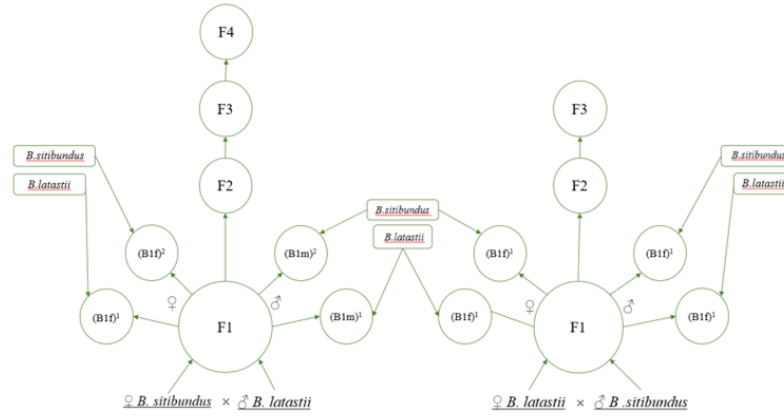 F4
F3
F3
B.sitibundus
B.sitibundus
B.latastii
B.latastii
F2
F2
B.sitibundus
B.latastii
(B1f)²
(B1m)²
(B1f)¹
(B1f)¹
♀
♂
♀
♂
(B1f)¹
F1
(B1m)¹
(B1f)¹
F1
(B1f)¹
♀ B. sitibundus × ♂ B. latastii
♀ B. latastii × ♂ B .sitibundus